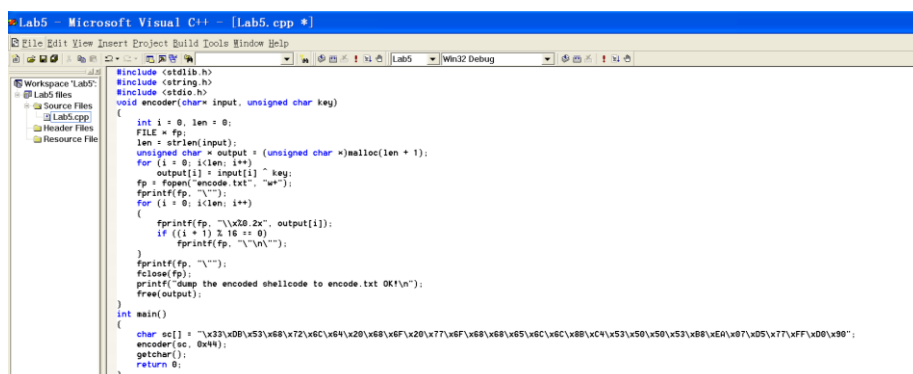 Lab5 - Microsoft Visual C++ - [Lab5.cpp *]
File Edit View Insert Project Build Tools Window Help
Lab5 Win32 Debug
Workspace 'Lab5':
Lab5 files
Source Files
Lab5.cpp
Header Files
Resource File
#include <stdlib.h>
#include <string.h>
#include <stdio.h>
void encoder(char* input, unsigned char key)
{
int i = 0, len = 0;
FILE * fp;
len = strlen(input);
unsigned char * output = (unsigned char *)malloc(len + 1);
for (i = 0; i<len; i++)
output[i] = input[i] ^ key;
fp = fopen("encode.txt", "w+");
fprintf(fp, "\"");
for (i = 0; i<len; i++)
{
fprintf(fp, "\\x%0.2x", output[i]);
if ((i + 1) % 16 == 0)
fprintf(fp, "\"\n\"");
}
fprintf(fp, "\"");
fclose(fp);
printf("dump the encoded shellcode to encode.txt OK!\n");
free(output);
}
int main()
{
char sc[] = "\x33\xDB\x53\x68\x72\x6C\x64\x20\x68\x6F\x20\x77\x6F\x68\x68\x65\x6C\x6C\x8B\xC4\x53\x50\x50\x53\xB8\xEA\x07\xD5\x77\xFF\xD0\x90";
encoder(sc, 0x44);
getchar();
return 0;
}